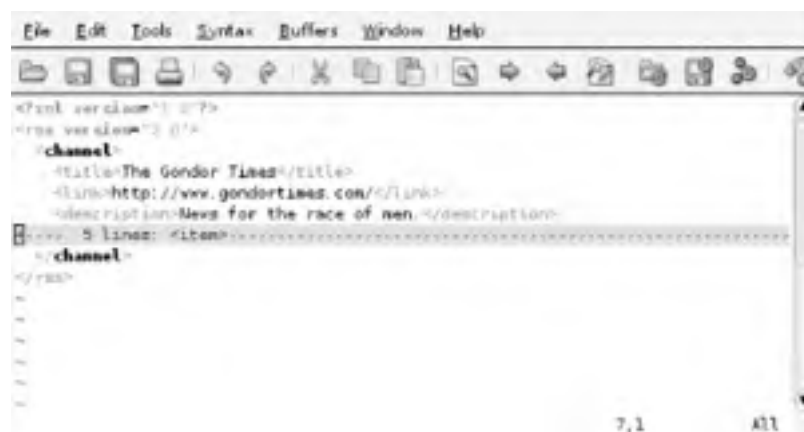 File Edit Tools Syntax Buffers Window Help
<?xml version="1.0"?>
<rss version="2.0">
<channel>
<title>The Gondor Times</title>
<link>http://www.gondortimes.com/</link>
<description>News for the race of men.</description>
+---- 5 lines: <item>----------------------------------------------------------
</channel>
</rss>
~
~
~
~
~
~
7,1 All